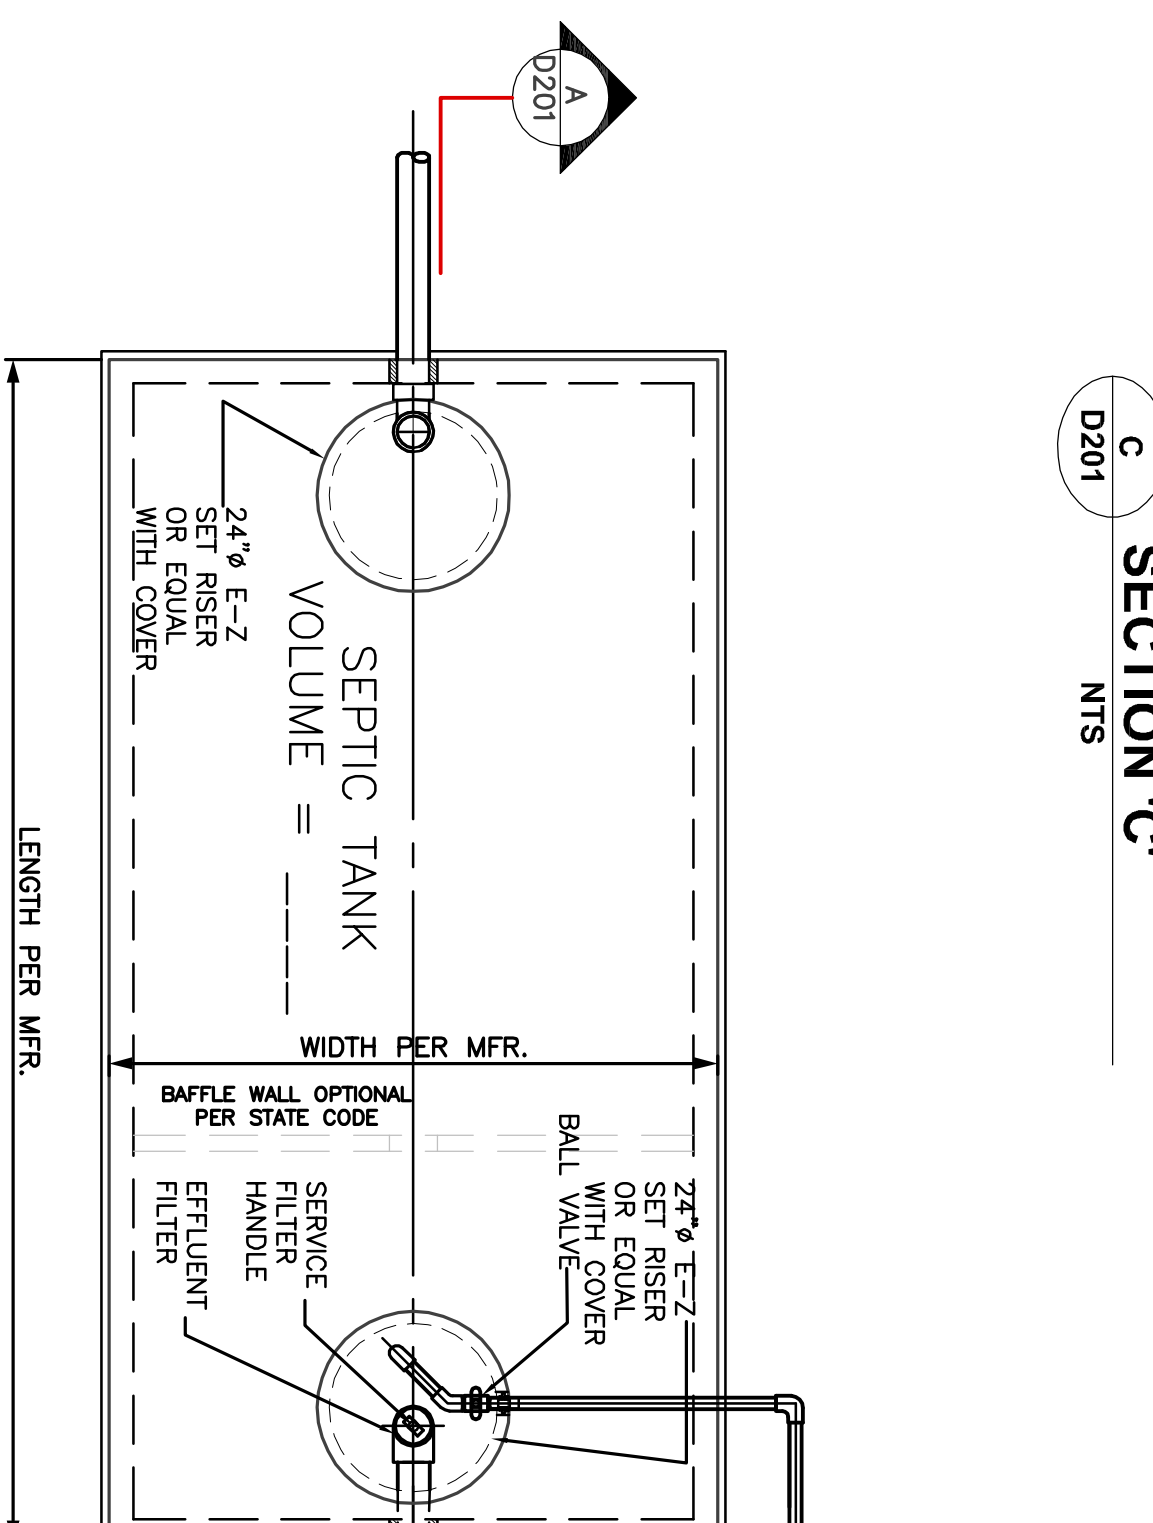 A
D201
C
D201
SECTION 'C'
NTS
24"ø E-Z
SET RISER
OR EQUAL
WITH COVER
SEPTIC TANK
VOLUME = ____
LENGTH PER MFR.
WIDTH PER MFR.
BAFFLE WALL OPTIONAL
PER STATE CODE
BALL VALVE
24"ø E-Z
SET RISER
OR EQUAL
WITH COVER
SERVICE
FILTER
HANDLE
EFFLUENT
FILTER